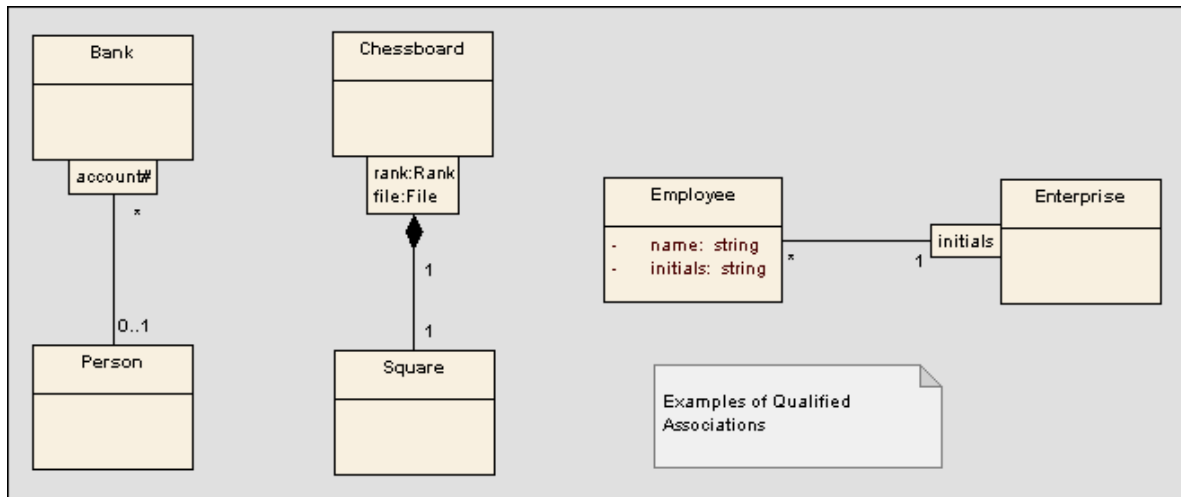 Bank
account#
*
0..1
Person
Chessboard
rank:Rank
file:File
1
1
Square
Employee
- name: string
- initials: string
*
1
initials
Enterprise
Examples of Qualified
Associations